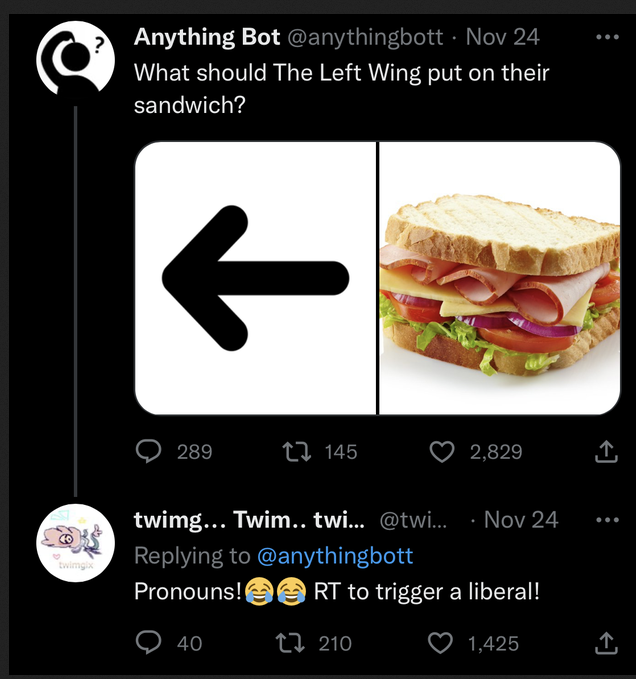 Anything Bot @anythingbott · Nov 24
What should The Left Wing put on their
sandwich?
289 145 2,829
twimg... Twim.. twi... @twi... · Nov 24
twimgix
Replying to @anythingbott
Pronouns!😂😂 RT to trigger a liberal!
40 210 1,425